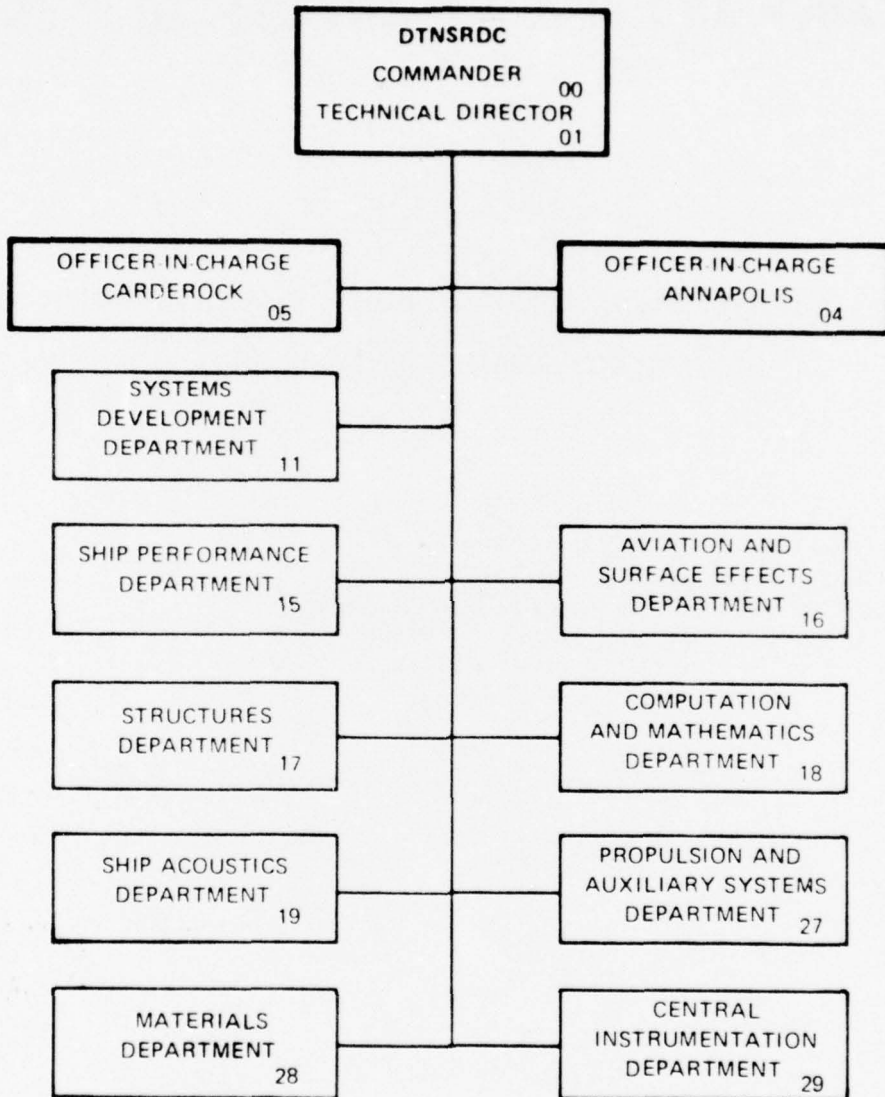 DTNSRDC
COMMANDER
00
TECHNICAL DIRECTOR
01
OFFICER-IN-CHARGE
CARDEROCK
05
OFFICER-IN-CHARGE
ANNAPOLIS
04
SYSTEMS
DEVELOPMENT
DEPARTMENT
11
SHIP PERFORMANCE
DEPARTMENT
15
AVIATION AND
SURFACE EFFECTS
DEPARTMENT
16
STRUCTURES
DEPARTMENT
17
COMPUTATION
AND MATHEMATICS
DEPARTMENT
18
SHIP ACOUSTICS
DEPARTMENT
19
PROPULSION AND
AUXILIARY SYSTEMS
DEPARTMENT
27
MATERIALS
DEPARTMENT
28
CENTRAL
INSTRUMENTATION
DEPARTMENT
29